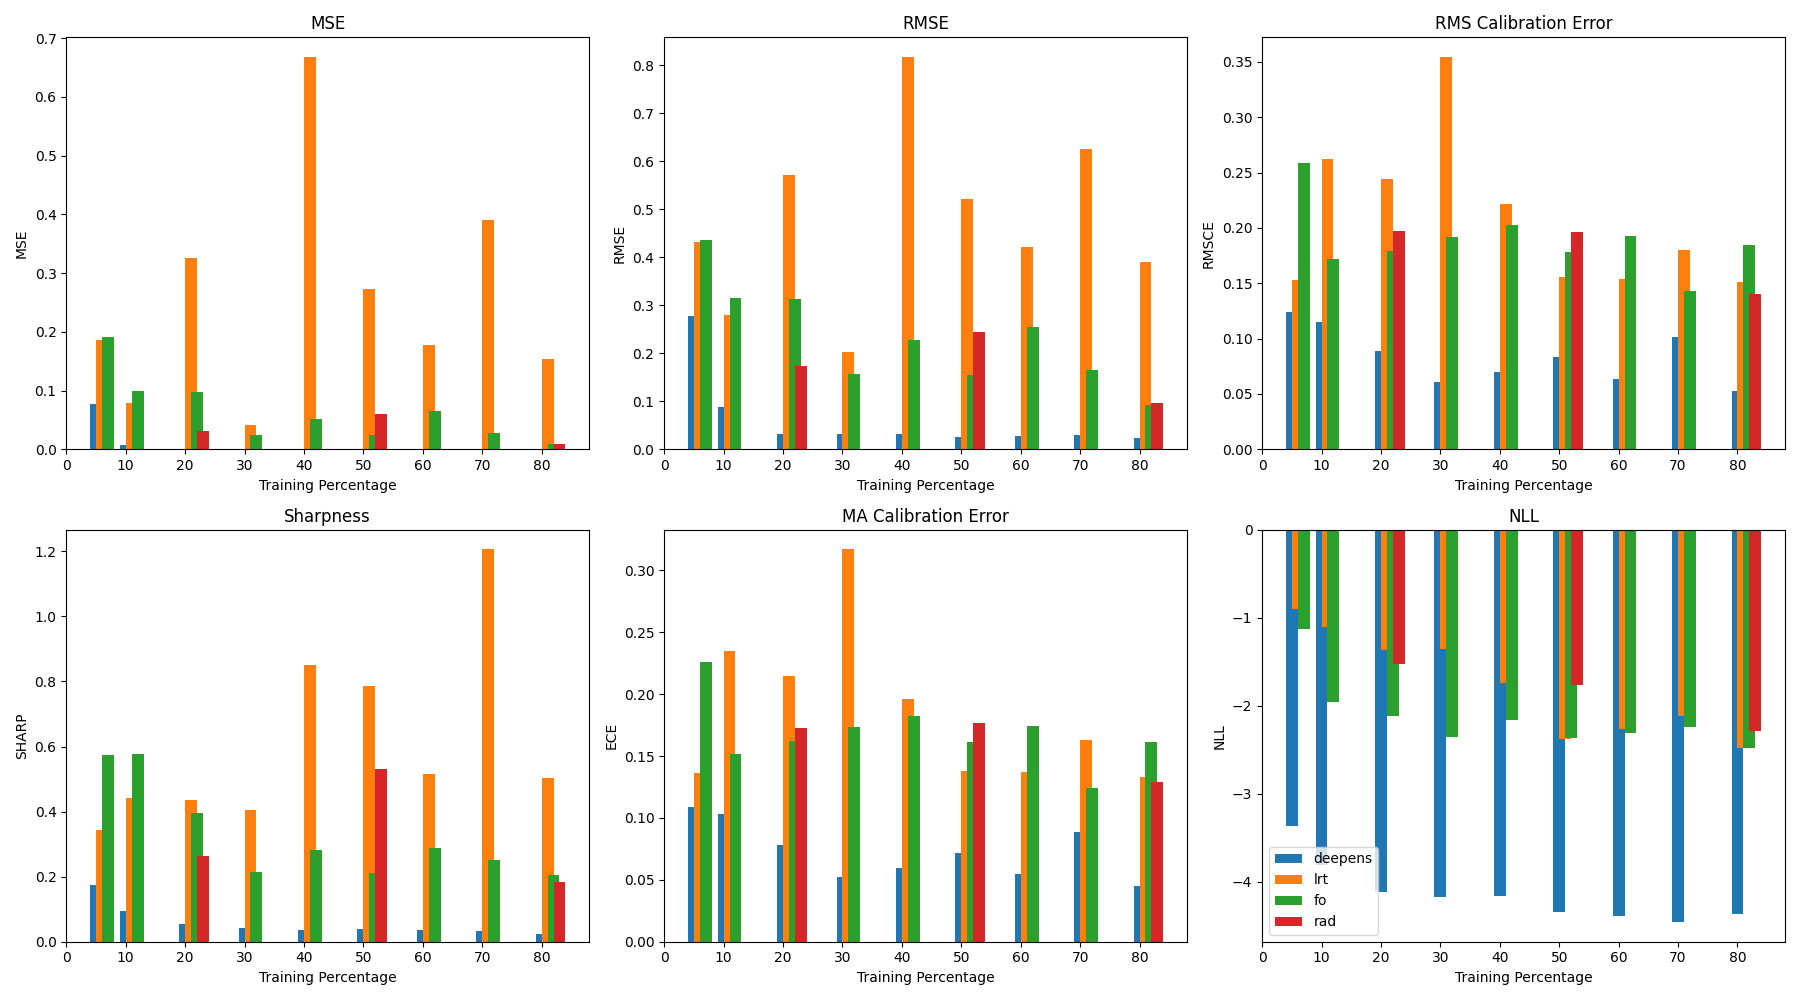 MSE
MSE
0.7
0.6
0.5
0.4
0.3
0.2
0.1
0.0
0 10 20 30 40 50 60 70 80
Training Percentage
RMSE
RMSE
0.8
0.7
0.6
0.5
0.4
0.3
0.2
0.1
0.0
0 10 20 30 40 50 60 70 80
Training Percentage
RMS Calibration Error
RMSCE
0.35
0.30
0.25
0.20
0.15
0.10
0.05
0.00
0 10 20 30 40 50 60 70 80
Training Percentage
Sharpness
SHARP
1.2
1.0
0.8
0.6
0.4
0.2
0.0
0 10 20 30 40 50 60 70 80
Training Percentage
MA Calibration Error
ECE
0.30
0.25
0.20
0.15
0.10
0.05
0.00
0 10 20 30 40 50 60 70 80
Training Percentage
NLL
NLL
0
−1
−2
−3
−4
deepens
lrt
fo
rad
0 10 20 30 40 50 60 70 80
Training Percentage